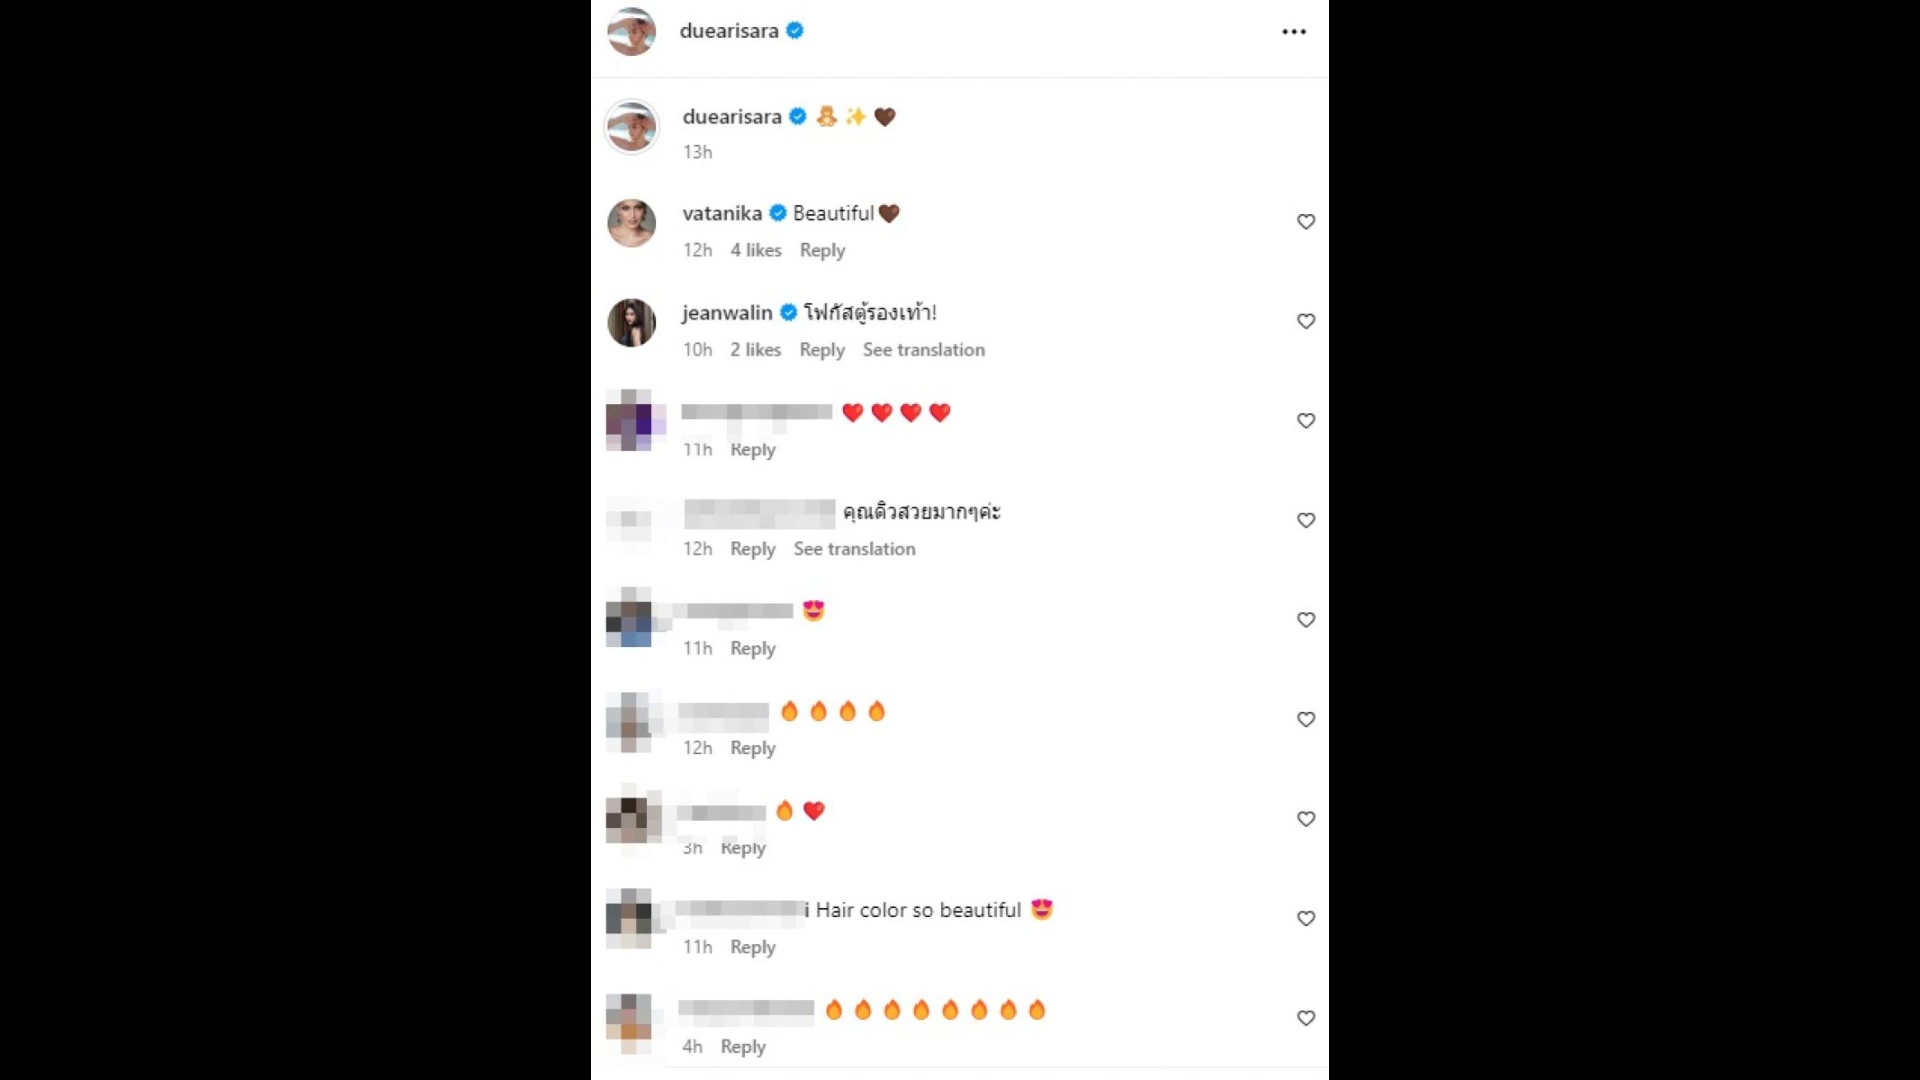 duearisara
duearisara 🧸✨🤎
13h
vatanika Beautiful🤎
12h 4 likes Reply
jeanwalin โฟกัสตู้รองเท้า!
10h 2 likes Reply See translation
❤️❤️❤️❤️
11h Reply
คุณดิวสวยมากๆค่ะ
12h Reply See translation
😍
11h Reply
🔥🔥🔥🔥
12h Reply
🔥❤️
3h Reply
i Hair color so beautiful 😍
11h Reply
🔥🔥🔥🔥🔥🔥🔥🔥
4h Reply